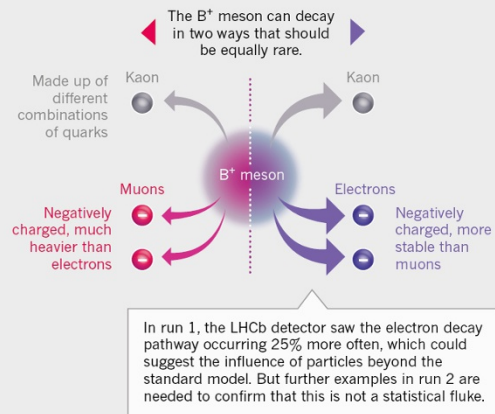 The B⁺ meson can decay
in two ways that should
be equally rare.
Made up of
different
combinations
of quarks
Kaon
Kaon
B⁺ meson
Muons
Negatively
charged, much
heavier than
electrons
Electrons
Negatively
charged, more
stable than
muons
In run 1, the LHCb detector saw the electron decay
pathway occurring 25% more often, which could
suggest the influence of particles beyond the
standard model. But further examples in run 2 are
needed to confirm that this is not a statistical fluke.